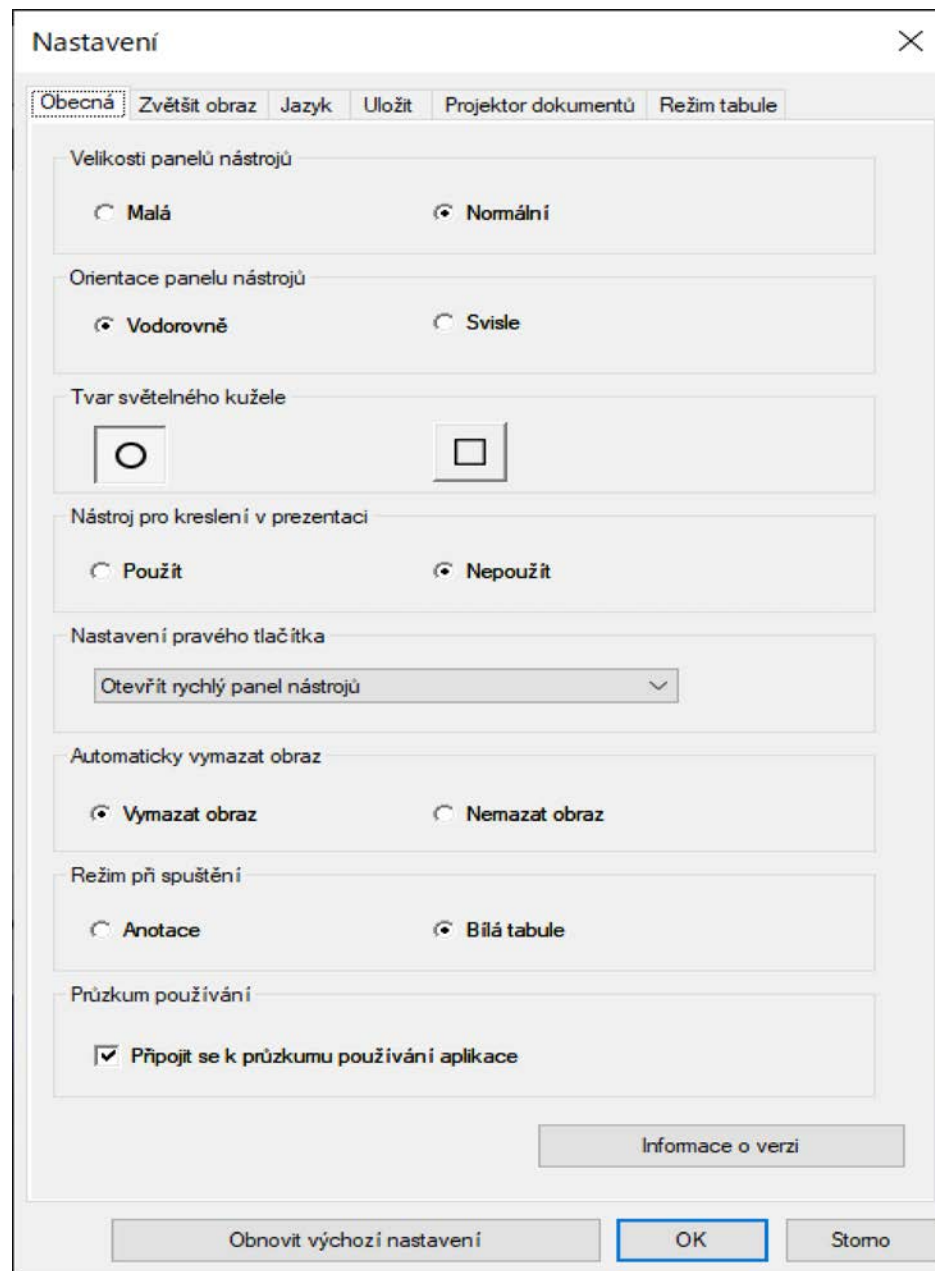 Nastavení
Obecná Zvětšit obraz Jazyk Uložit Projektor dokumentů Režim tabule
Velikosti panelů nástrojů
Malá Normální
Orientace panelu nástrojů
Vodorovně Svisle
Tvar světelného kužele
Nástroj pro kreslení v prezentaci
Použít Nepoužít
Nastavení pravého tlačítka
Otevřít rychlý panel nástrojů
Automaticky vymazat obraz
Vymazat obraz Nemazat obraz
Režim při spuštění
Anotace Bílá tabule
Průzkum používání
Připojit se k průzkumu používání aplikace
Informace o verzi
Obnovit výchozí nastavení OK Storno